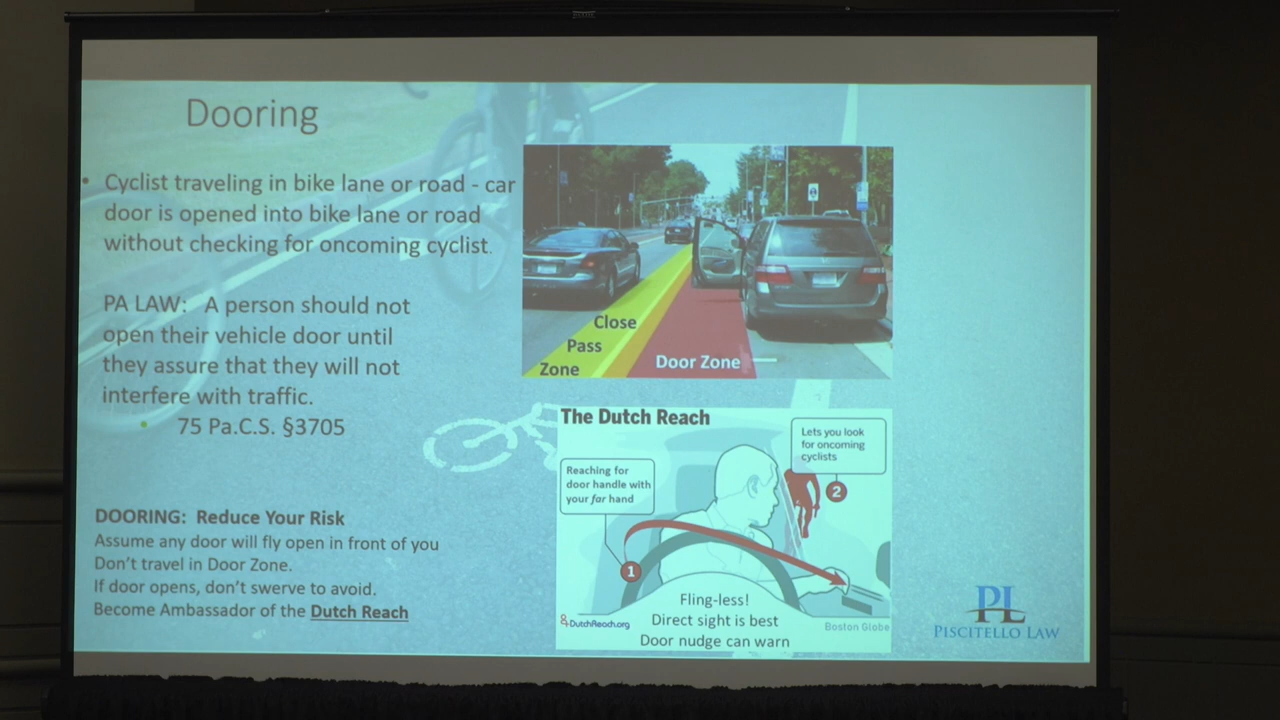 Dooring
• Cyclist traveling in bike lane or road - car
door is opened into bike lane or road
without checking for oncoming cyclist.
PA LAW: A person should not
open their vehicle door until
they assure that they will not
interfere with traffic.
• 75 Pa.C.S. §3705
DOORING: Reduce Your Risk
Assume any door will fly open in front of you
Don't travel in Door Zone.
If door opens, don't swerve to avoid.
Become Ambassador of the Dutch Reach
Close
Pass
Zone
Door Zone
The Dutch Reach
Reaching for
door handle with
your far hand
1
Lets you look
for oncoming
cyclists
2
Fling-less!
Direct sight is best
Door nudge can warn
DutchReach.org
Boston Globe
PL
PISCITELLO LAW